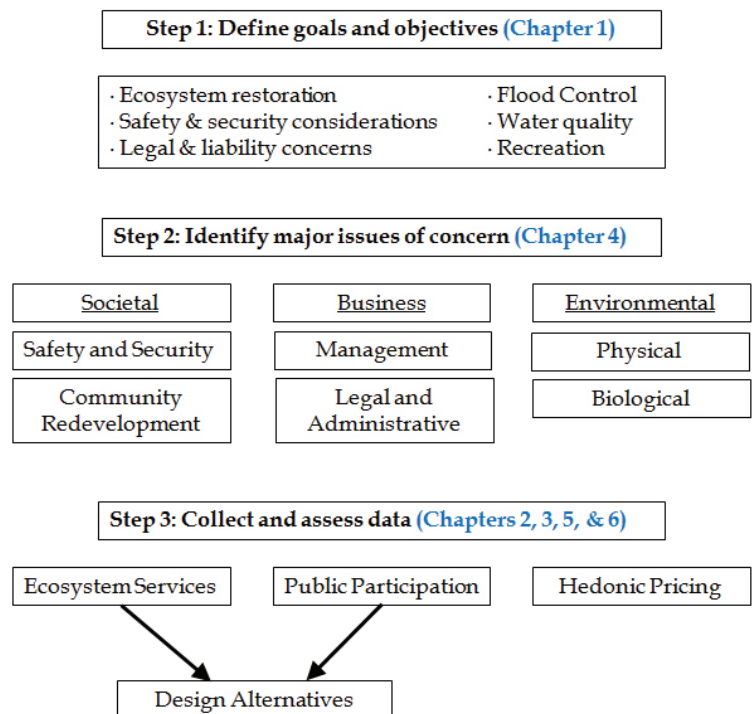 Step 1: Define goals and objectives (Chapter 1)
· Ecosystem restoration
· Safety & security considerations
· Legal & liability concerns
· Flood Control
· Water quality
· Recreation
Step 2: Identify major issues of concern (Chapter 4)
Societal
Safety and Security
Community
Redevelopment
Business
Management
Legal and
Administrative
Environmental
Physical
Biological
Step 3: Collect and assess data (Chapters 2, 3, 5, & 6)
Ecosystem Services
Public Participation
Hedonic Pricing
Design Alternatives